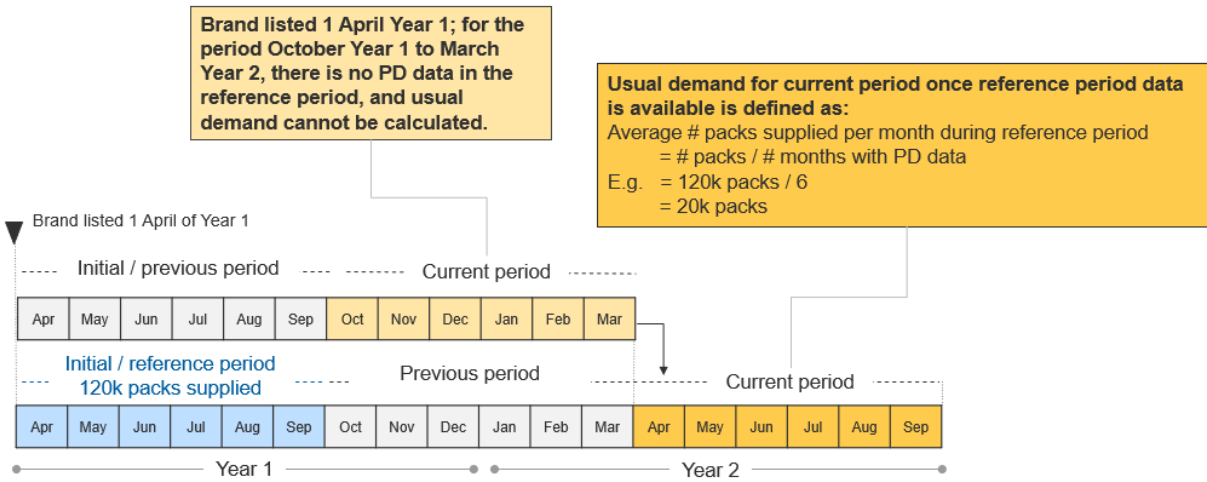 Brand listed 1 April Year 1; for the
period October Year 1 to March
Year 2, there is no PD data in the
reference period, and usual
demand cannot be calculated.
Usual demand for current period once reference period data
is available is defined as:
Average # packs supplied per month during reference period
= # packs / # months with PD data
E.g. = 120k packs / 6
= 20k packs
Brand listed 1 April of Year 1
Initial / previous period
Current period
Apr May Jun Jul Aug Sep Oct Nov Dec Jan Feb Mar
Initial / reference period
120k packs supplied
Previous period
Current period
Apr May Jun Jul Aug Sep Oct Nov Dec Jan Feb Mar Apr May Jun Jul Aug Sep
Year 1
Year 2